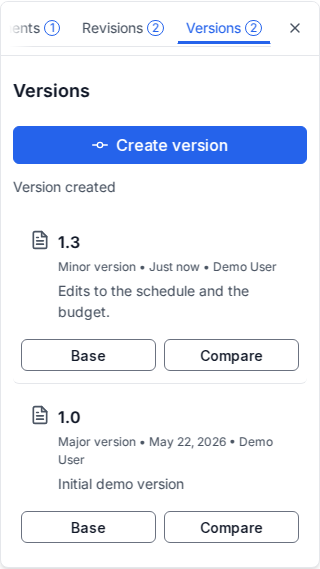 ents 1 Revisions 2 Versions 2
Versions
Create version
Version created
1.3
Minor version • Just now • Demo User
Edits to the schedule and the
budget.
Base Compare
1.0
Major version • May 22, 2026 • Demo
User
Initial demo version
Base Compare